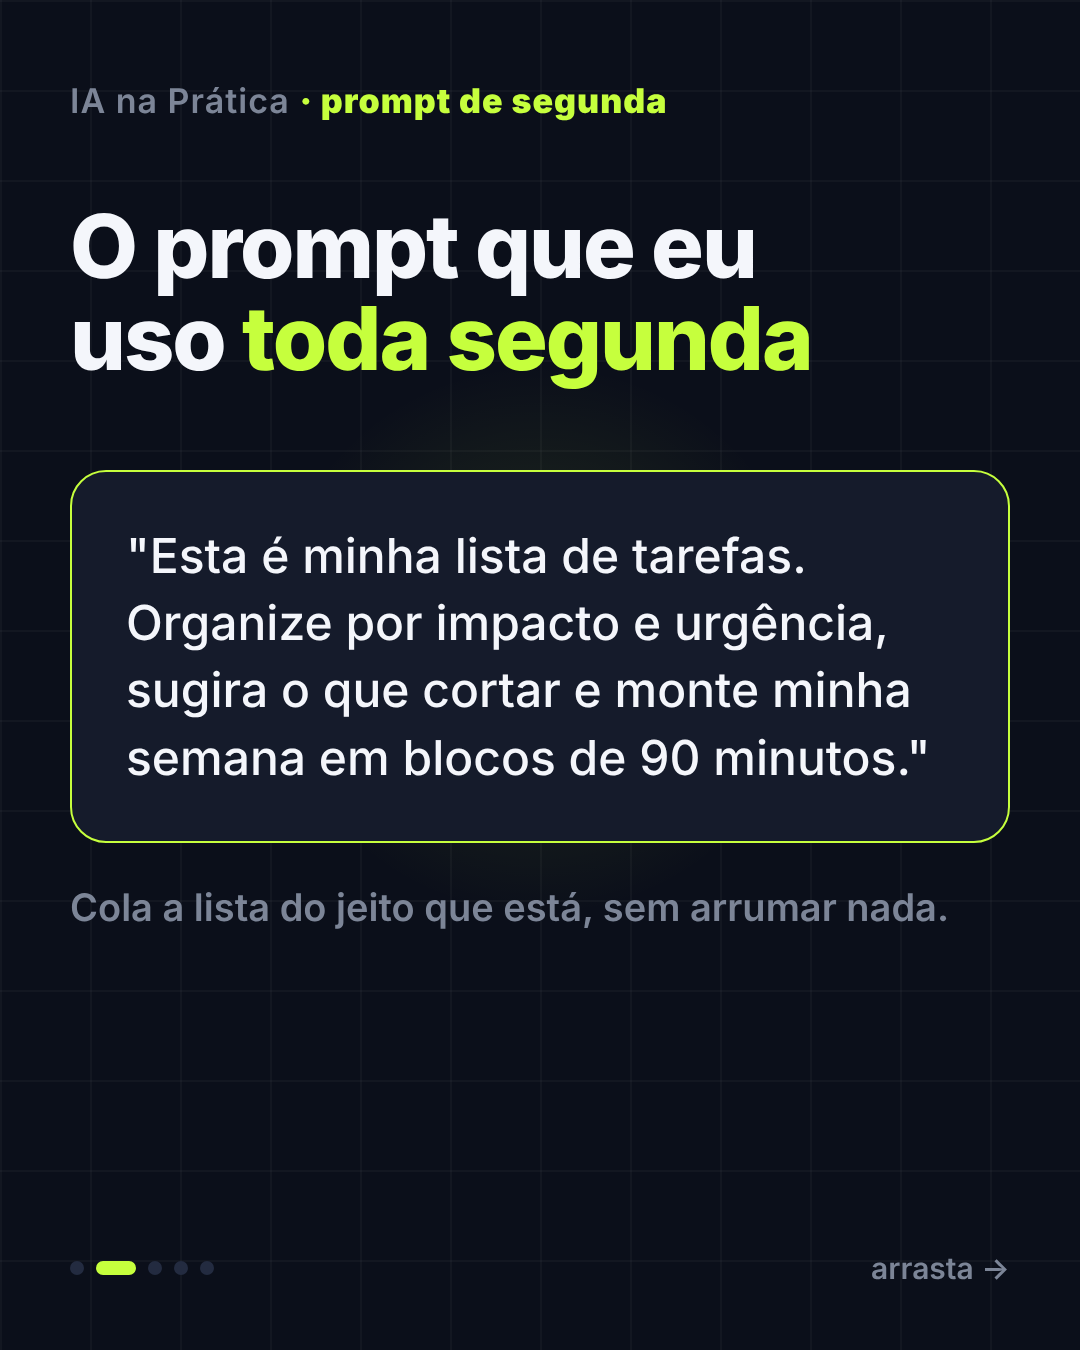 IA na Prática · prompt de segunda
O prompt que eu
uso toda segunda
"Esta é minha lista de tarefas.
Organize por impacto e urgência,
sugira o que cortar e monte minha
semana em blocos de 90 minutos."
Cola a lista do jeito que está, sem arrumar nada.
arrasta →